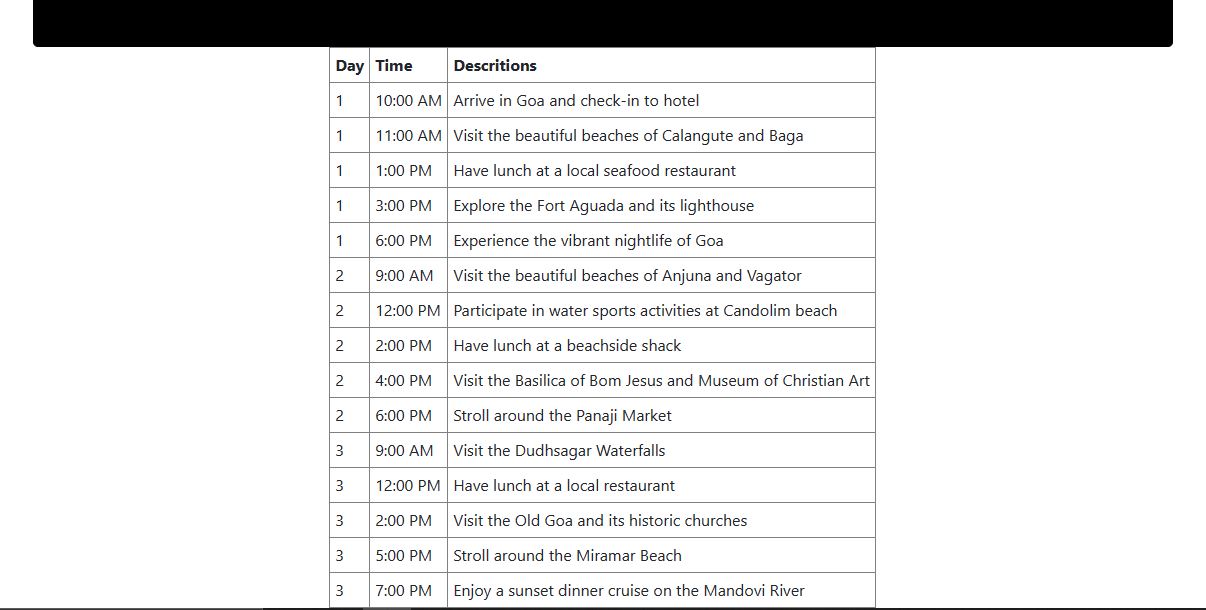 Day Time Descritions
1 10:00 AM Arrive in Goa and check-in to hotel
1 11:00 AM Visit the beautiful beaches of Calangute and Baga
1 1:00 PM Have lunch at a local seafood restaurant
1 3:00 PM Explore the Fort Aguada and its lighthouse
1 6:00 PM Experience the vibrant nightlife of Goa
2 9:00 AM Visit the beautiful beaches of Anjuna and Vagator
2 12:00 PM Participate in water sports activities at Candolim beach
2 2:00 PM Have lunch at a beachside shack
2 4:00 PM Visit the Basilica of Bom Jesus and Museum of Christian Art
2 6:00 PM Stroll around the Panaji Market
3 9:00 AM Visit the Dudhsagar Waterfalls
3 12:00 PM Have lunch at a local restaurant
3 2:00 PM Visit the Old Goa and its historic churches
3 5:00 PM Stroll around the Miramar Beach
3 7:00 PM Enjoy a sunset dinner cruise on the Mandovi River